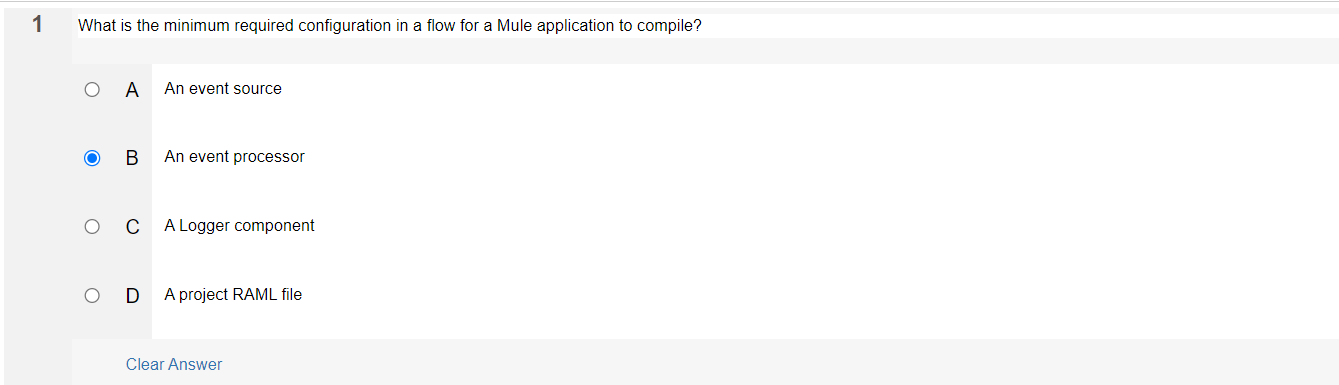 1 What is the minimum required configuration in a flow for a Mule application to compile?
A An event source
B An event processor
C A Logger component
D A project RAML file
Clear Answer